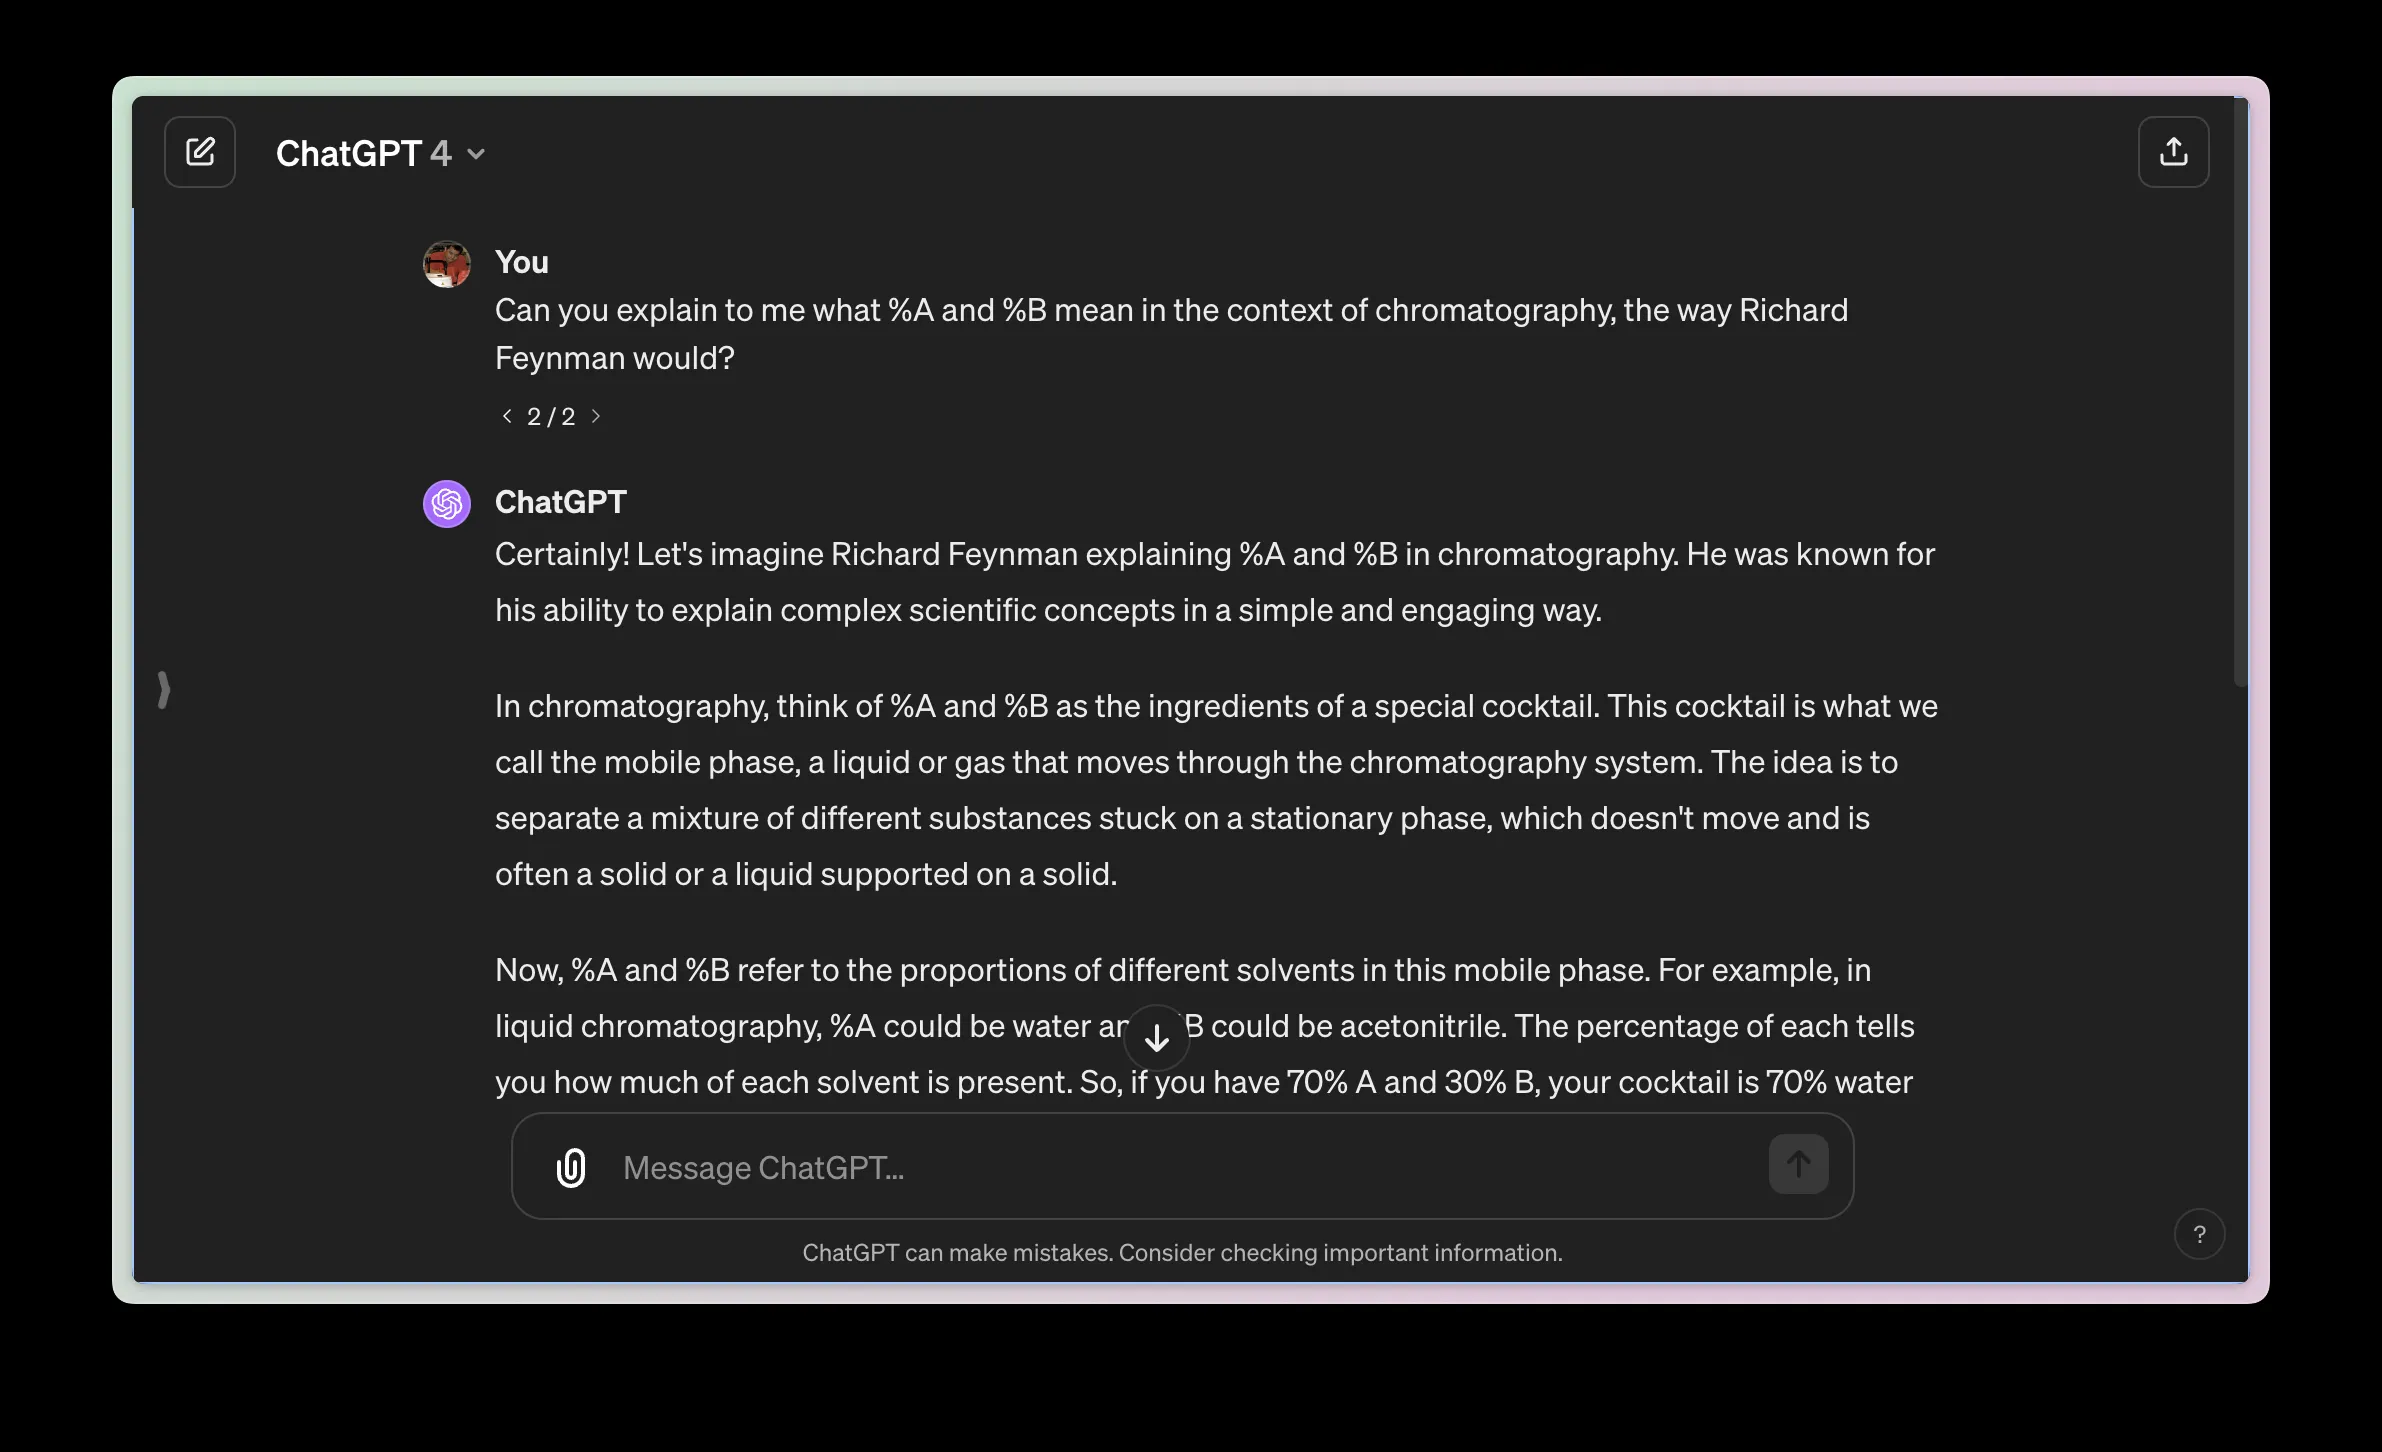 ChatGPT 4
You
Can you explain to me what %A and %B mean in the context of chromatography, the way Richard
Feynman would?
2 / 2
ChatGPT
Certainly! Let's imagine Richard Feynman explaining %A and %B in chromatography. He was known for
his ability to explain complex scientific concepts in a simple and engaging way.
In chromatography, think of %A and %B as the ingredients of a special cocktail. This cocktail is what we
call the mobile phase, a liquid or gas that moves through the chromatography system. The idea is to
separate a mixture of different substances stuck on a stationary phase, which doesn't move and is
often a solid or a liquid supported on a solid.
Now, %A and %B refer to the proportions of different solvents in this mobile phase. For example, in
liquid chromatography, %A could be water an B could be acetonitrile. The percentage of each tells
you how much of each solvent is present. So, if you have 70% A and 30% B, your cocktail is 70% water
Message ChatGPT...
ChatGPT can make mistakes. Consider checking important information.
?